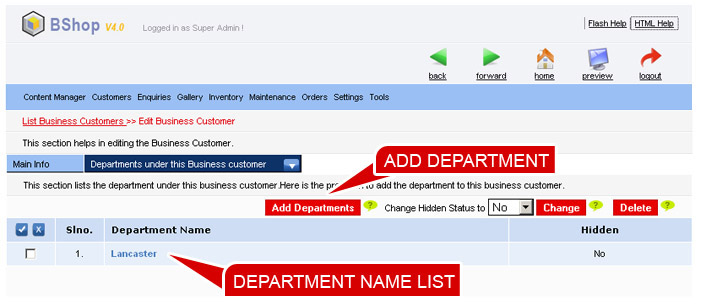 BShop V4.0 Logged in as Super Admin ! Flash Help HTML Help
back forward home preview logout
Content Manager Customers Enquiries Gallery Inventory Maintenance Orders Settings Tools
List Business Customers >> Edit Business Customer
This section helps in editing the Business Customer.
Main Info Departments under this Business customer
ADD DEPARTMENT
This section lists the department under this business customer.Here is the to add the department to this business customer.
Add Departments ? Change Hidden Status to No Change ? Delete ?
Slno. Department Name Hidden
1. Lancaster No
DEPARTMENT NAME LIST